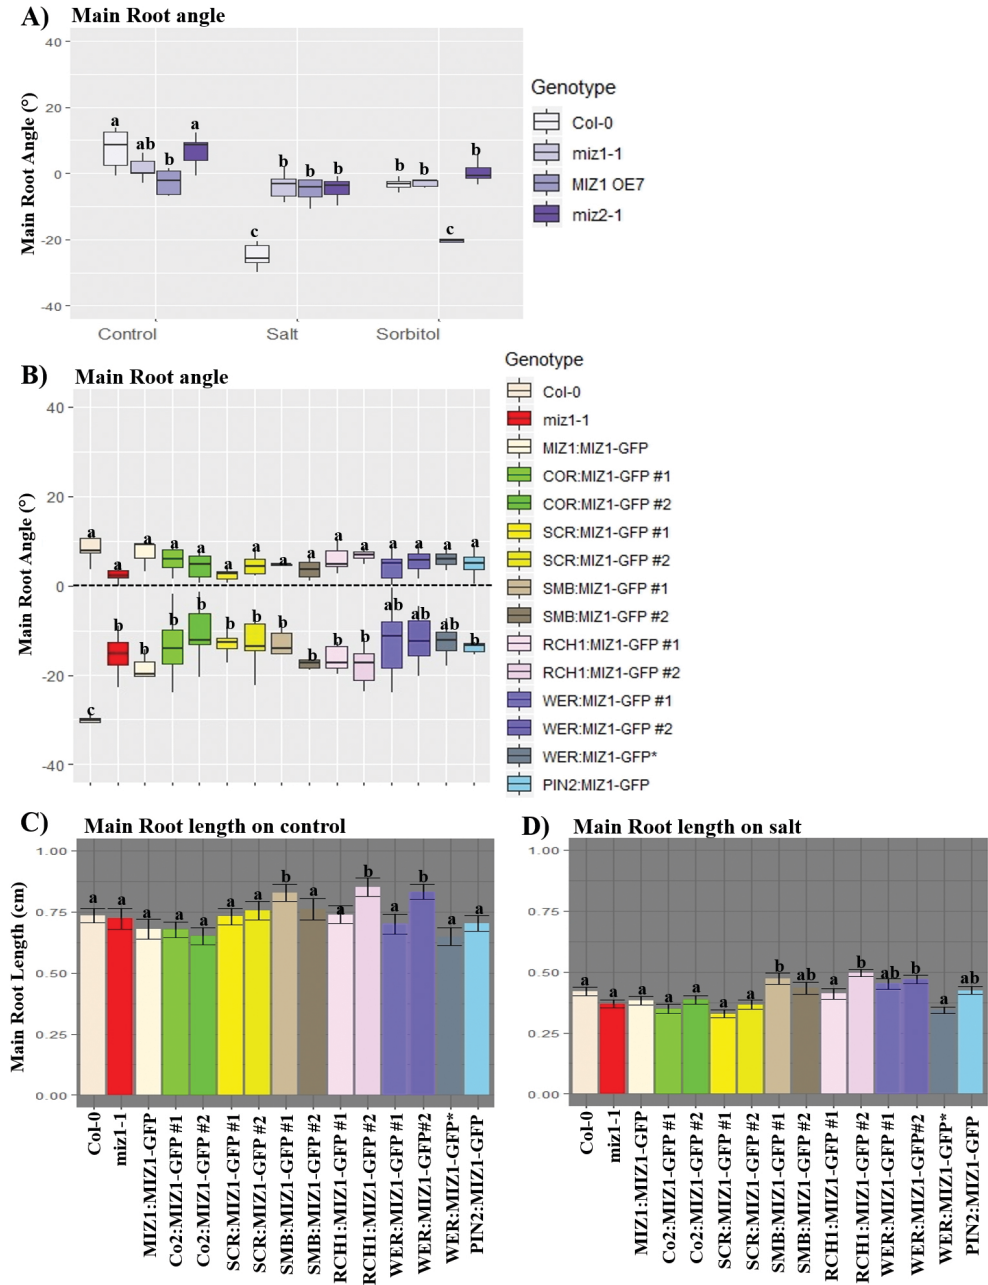 A) Main Root angle
Main Root Angle (°)
40
20
0
-20
-40
a
ab
b
a
c
b
b
b
b
b
c
b
Control
Salt
Sorbitol
Genotype
Col-0
miz1-1
MIZ1 OE7
miz2-1
B) Main Root angle
Main Root Angle (°)
40
20
0
-20
-40
a a a a a a a a a a a a a a a
c b b b b b b b b b b ab ab ab b
Genotype
Col-0
miz1-1
MIZ1:MIZ1-GFP
COR:MIZ1-GFP #1
COR:MIZ1-GFP #2
SCR:MIZ1-GFP #1
SCR:MIZ1-GFP #2
SMB:MIZ1-GFP #1
SMB:MIZ1-GFP #2
RCH1:MIZ1-GFP #1
RCH1:MIZ1-GFP #2
WER:MIZ1-GFP #1
WER:MIZ1-GFP #2
WER:MIZ1-GFP*
PIN2:MIZ1-GFP
C) Main Root length on control
Main Root Length (cm)
1.00
0.75
0.50
0.25
0.00
a a a a a a a b a a b a b a a
Col-0
miz1-1
MIZ1:MIZ1-GFP
Co2:MIZ1-GFP #1
Co2:MIZ1-GFP #2
SCR:MIZ1-GFP #1
SCR:MIZ1-GFP #2
SMB:MIZ1-GFP #1
SMB:MIZ1-GFP #2
RCH1:MIZ1-GFP #1
RCH1:MIZ1-GFP #2
WER:MIZ1-GFP #1
WER:MIZ1-GFP#2
WER:MIZ1-GFP*
PIN2:MIZ1-GFP
D) Main Root length on salt
1.00
0.75
0.50
0.25
0.00
a a a a a a a b ab a b ab b a ab
Col-0
miz1-1
MIZ1:MIZ1-GFP
Co2:MIZ1-GFP #1
Co2:MIZ1-GFP #2
SCR:MIZ1-GFP #1
SCR:MIZ1-GFP #2
SMB:MIZ1-GFP #1
SMB:MIZ1-GFP #2
RCH1:MIZ1-GFP #1
RCH1:MIZ1-GFP #2
WER:MIZ1-GFP #1
WER:MIZ1-GFP#2
WER:MIZ1-GFP*
PIN2:MIZ1-GFP